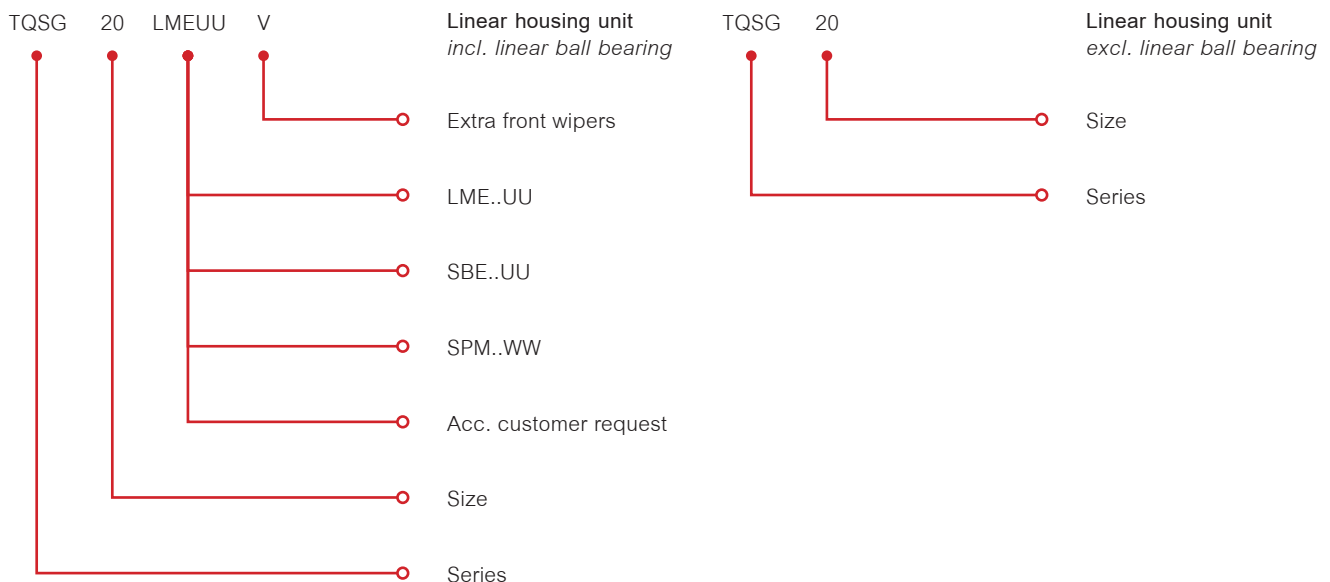 TQSG 20 LMEUU V
Linear housing unit
incl. linear ball bearing
Extra front wipers
LME..UU
SBE..UU
SPM..WW
Acc. customer request
Size
Series
TQSG 20
Linear housing unit
excl. linear ball bearing
Size
Series